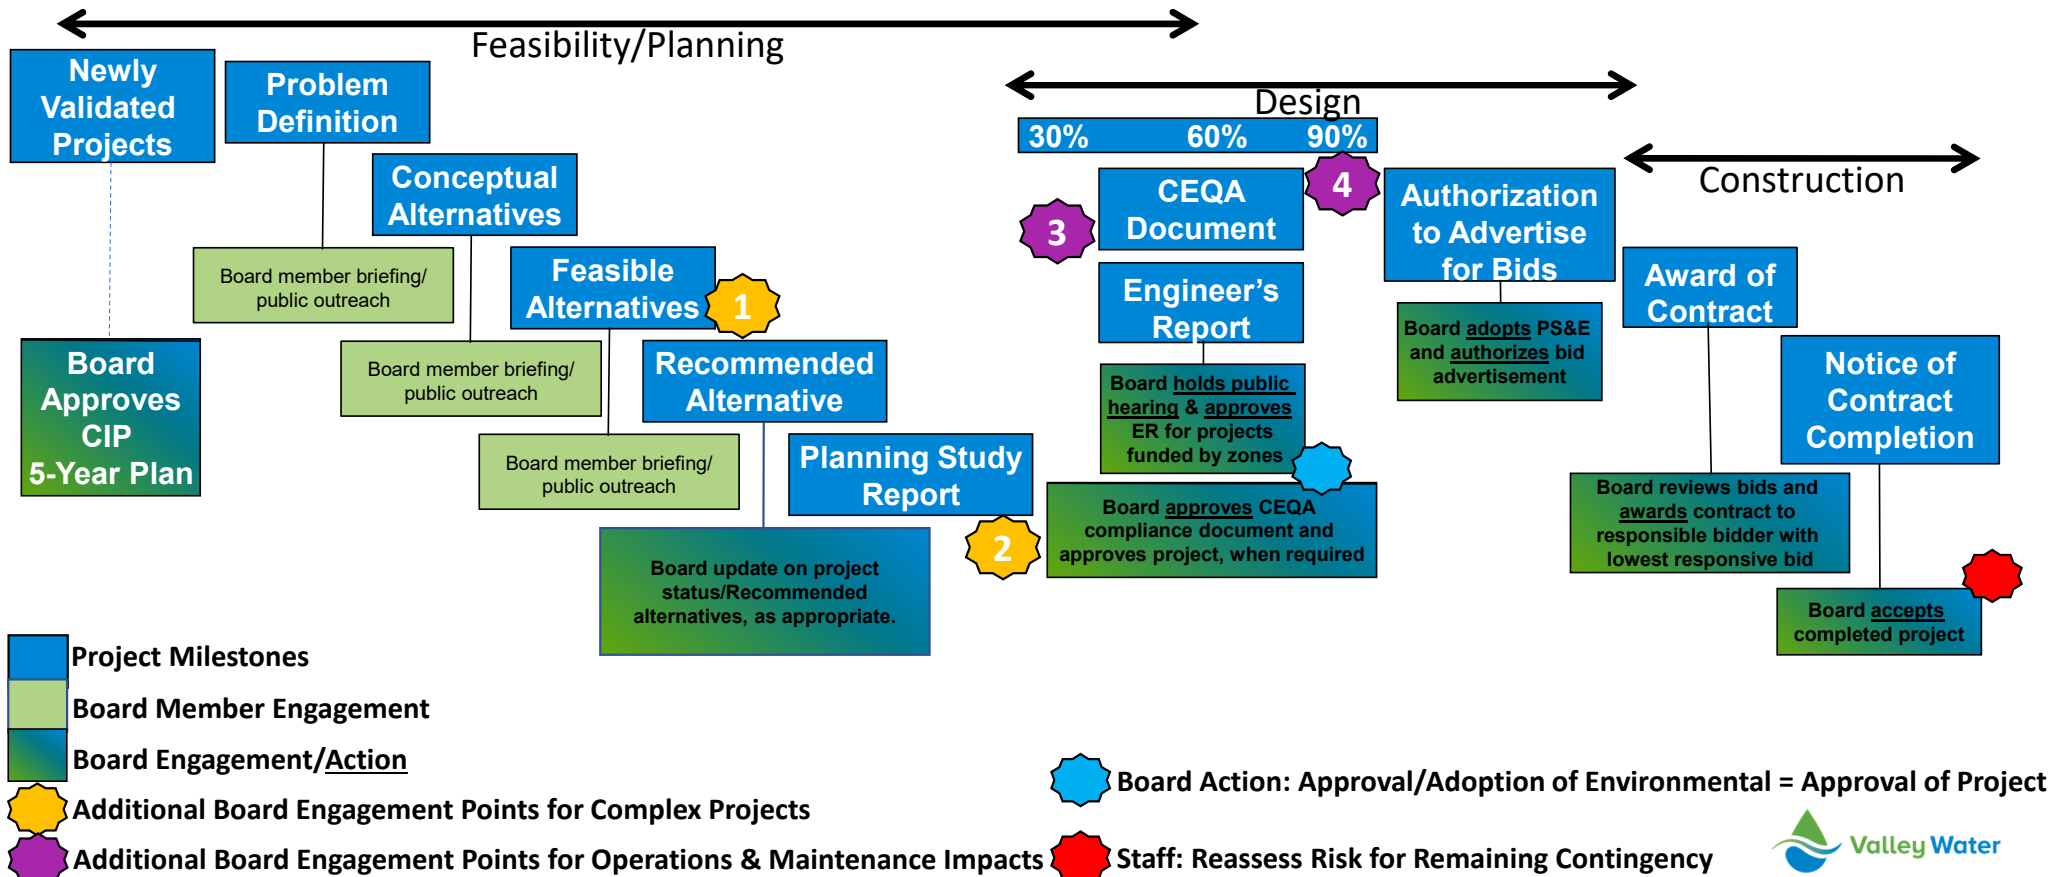 Feasibility/Planning
Design
Construction
Newly
Validated
Projects
Board
Approves
CIP
5-Year Plan
Problem
Definition
Board member briefing/
public outreach
Conceptual
Alternatives
Board member briefing/
public outreach
Feasible
Alternatives
1
Board member briefing/
public outreach
Recommended
Alternative
Board update on project
status/Recommended
alternatives, as appropriate.
Planning Study
Report
2
30% 60% 90%
3
CEQA
Document
4
Engineer's
Report
Board holds public
hearing & approves
ER for projects
funded by zones
Board approves CEQA
compliance document and
approves project, when required
Authorization
to Advertise
for Bids
Board adopts PS&E
and authorizes bid
advertisement
Award of
Contract
Board reviews bids and
awards contract to
responsible bidder with
lowest responsive bid
Notice of
Contract
Completion
Board accepts
completed project
Project Milestones
Board Member Engagement
Board Engagement/Action
Additional Board Engagement Points for Complex Projects
Additional Board Engagement Points for Operations & Maintenance Impacts
Board Action: Approval/Adoption of Environmental = Approval of Project
Staff: Reassess Risk for Remaining Contingency
Valley Water